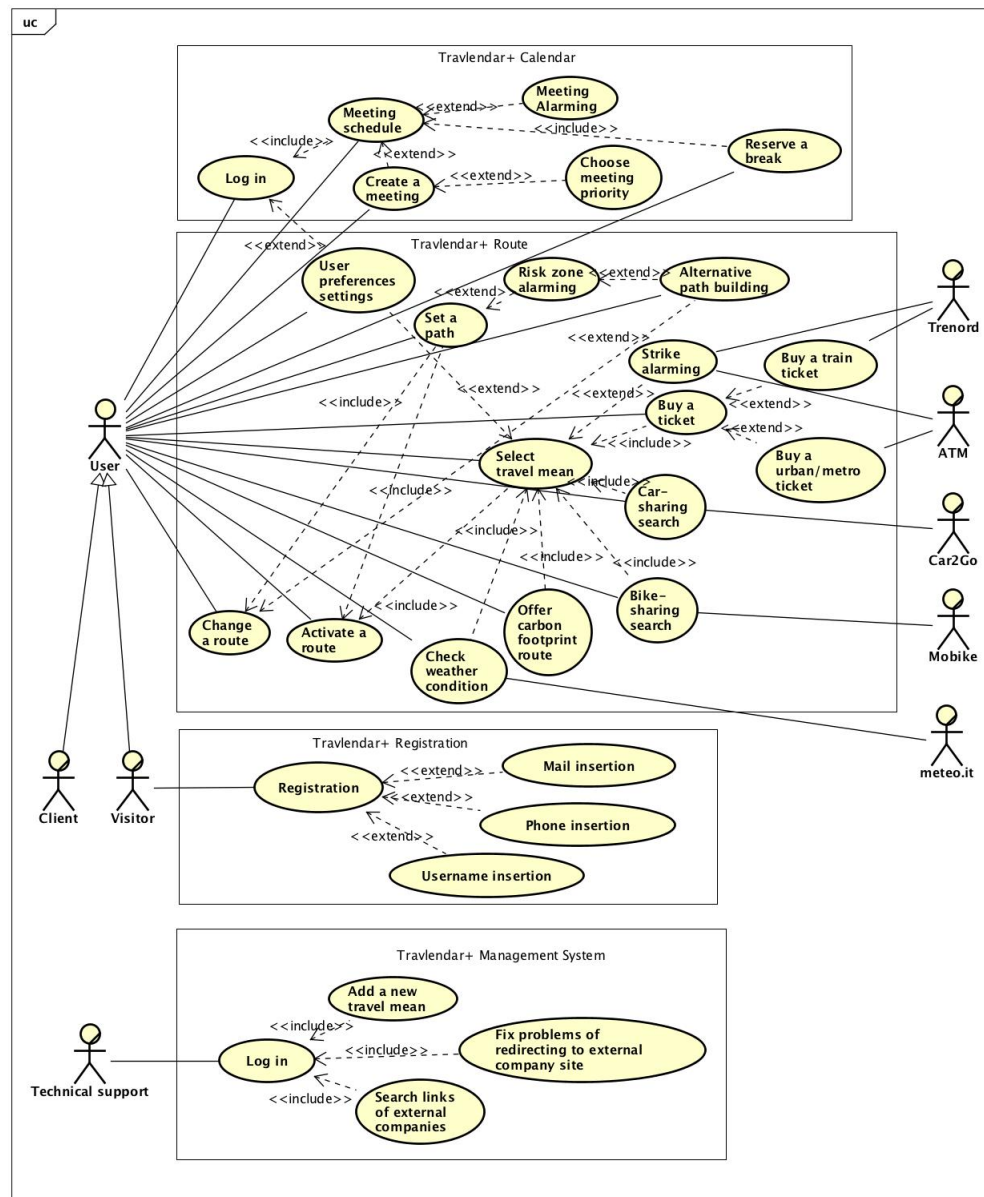 uc
Travlendar+ Calendar
Meeting
Alarming
<<extend>>
Meeting
schedule
<<include>>
<<include>>
Reserve a
break
<<extend>>
Choose
meeting
priority
Log in
Create a
meeting
<<extend>>
<<extend>>
Travlendar+ Route
User
preferences
settings
Risk zone
alarming
<<extend>>
Alternative
path building
<<extend>>
Set a
path
Trenord
<<extend>>
Strike
alarming
Buy a train
ticket
<<extend>>
<<include>>
Buy a
ticket
<<extend>>
<<extend>>
<<include>>
User
Select
travel mean
Buy a
urban/metro
ticket
ATM
<<include>>
<<include>>
Car-
sharing
search
<<include>>
<<include>>
<<include>>
Car2Go
<<include>>
Change
a route
Activate a
route
Offer
carbon
footprint
route
Bike-
sharing
search
Check
weather
condition
Mobike
meteo.it
Travlendar+ Registration
Registration
<<extend>>
Mail insertion
<<extend>>
Phone insertion
<<extend>>
Username insertion
Client
Visitor
Travlendar+ Management System
Add a new
travel mean
<<include>>
Log in
<<include>>
Fix problems of
redirecting to external
company site
<<include>>
Search links
of external
companies
Technical support